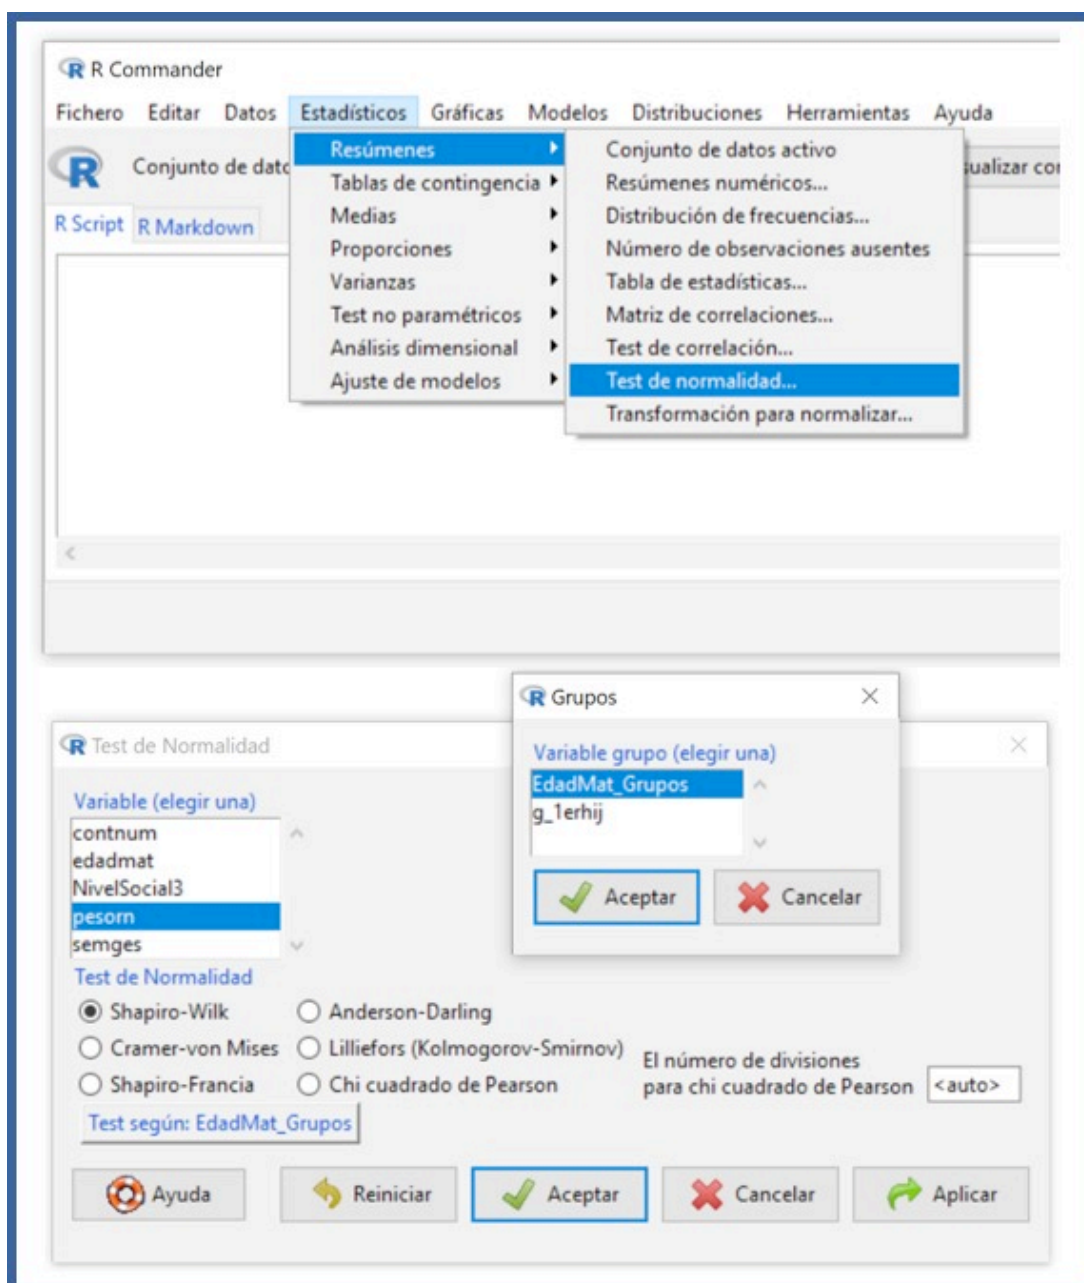 R Commander
Fichero Editar Datos Estadísticos Gráficas Modelos Distribuciones Herramientas Ayuda
R Conjunto de dato
R Script R Markdown
Resúmenes
Tablas de contingencia
Medias
Proporciones
Varianzas
Test no paramétricos
Análisis dimensional
Ajuste de modelos
Conjunto de datos activo
Resúmenes numéricos...
Distribución de frecuencias...
Número de observaciones ausentes
Tabla de estadísticas...
Matriz de correlaciones...
Test de correlación...
Test de normalidad...
Transformación para normalizar...
ualizar con
R Grupos
Variable grupo (elegir una)
EdadMat_Grupos
g_1erhij
Aceptar Cancelar
R Test de Normalidad
Variable (elegir una)
contnum
edadmat
NivelSocial3
pesorn
semges
Test de Normalidad
Shapiro-Wilk Anderson-Darling
Cramer-von Mises Lilliefors (Kolmogorov-Smirnov)
Shapiro-Francia Chi cuadrado de Pearson
El número de divisiones
para chi cuadrado de Pearson <auto>
Test según: EdadMat_Grupos
Ayuda Reiniciar Aceptar Cancelar Aplicar